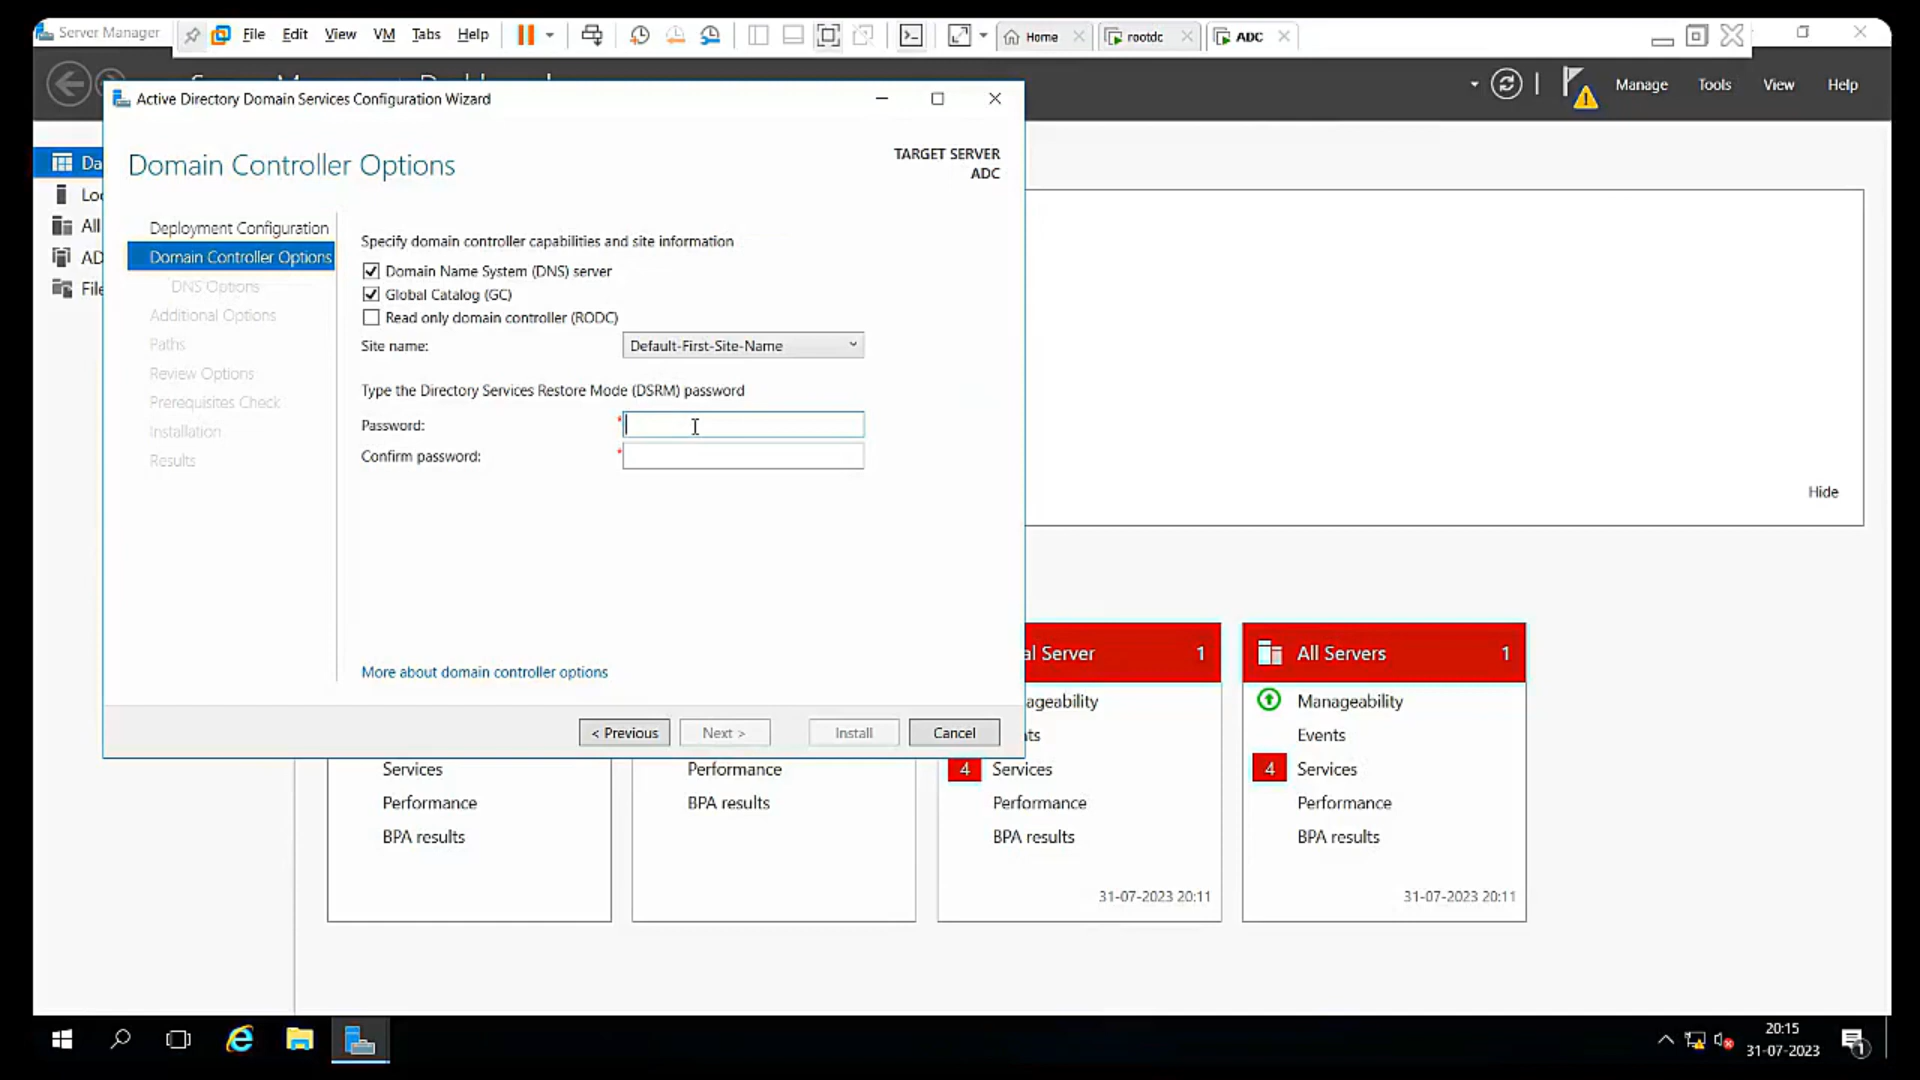 Server Manager
File Edit View VM Tabs Help
Home
rootdc
ADC
Manage Tools View Help
Active Directory Domain Services Configuration Wizard
Domain Controller Options
TARGET SERVER
ADC
Deployment Configuration
Domain Controller Options
DNS Options
Additional Options
Paths
Review Options
Prerequisites Check
Installation
Results
Specify domain controller capabilities and site information
Domain Name System (DNS) server
Global Catalog (GC)
Read only domain controller (RODC)
Site name: Default-First-Site-Name
Type the Directory Services Restore Mode (DSRM) password
Password: *
Confirm password: *
More about domain controller options
< Previous
Next >
Install
Cancel
Hide
Services
Performance
BPA results
Performance
BPA results
al Server 1
ageability
nts
4 Services
Performance
BPA results
31-07-2023 20:11
All Servers 1
Manageability
Events
4 Services
Performance
BPA results
31-07-2023 20:11
20:15
31-07-2023
1